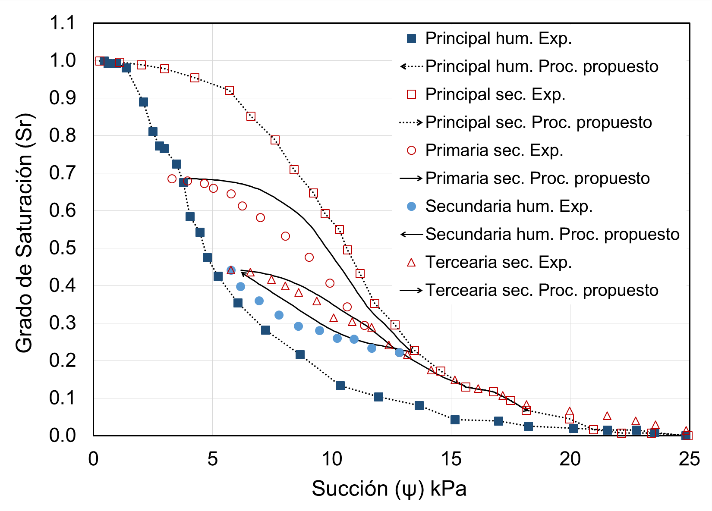 1.1
1.0
0.9
0.8
0.7
0.6
0.5
0.4
0.3
0.2
0.1
0.0
Grado de Saturación (Sr)
Principal hum. Exp.
Principal hum. Proc. propuesto
Principal sec. Exp.
Principal sec. Proc. propuesto
Primaria sec. Exp.
Primaria sec. Proc. propuesto
Secundaria hum. Exp.
Secundaria hum. Proc. propuesto
Tercearia sec. Exp.
Tercearia sec. Proc. propuesto
0 5 10 15 20 25
Succión (ψ) kPa